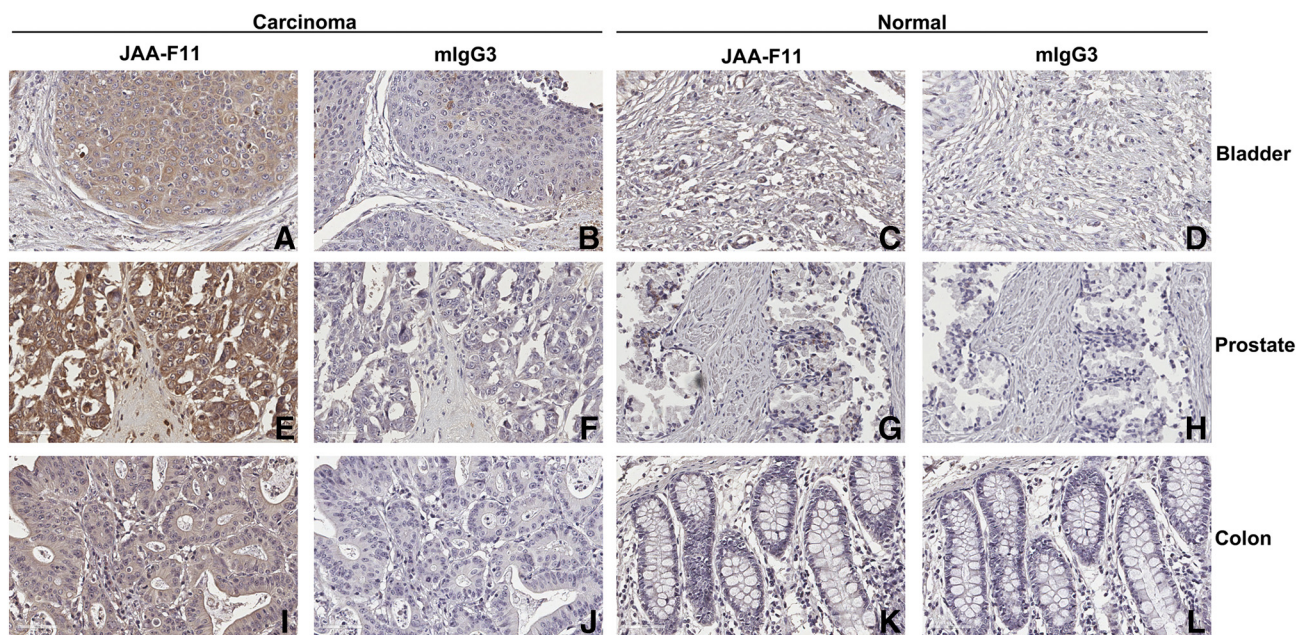 Carcinoma Normal
JAA-F11 mIgG3 JAA-F11 mIgG3
A B C D Bladder
E F G H Prostate
I J K L Colon